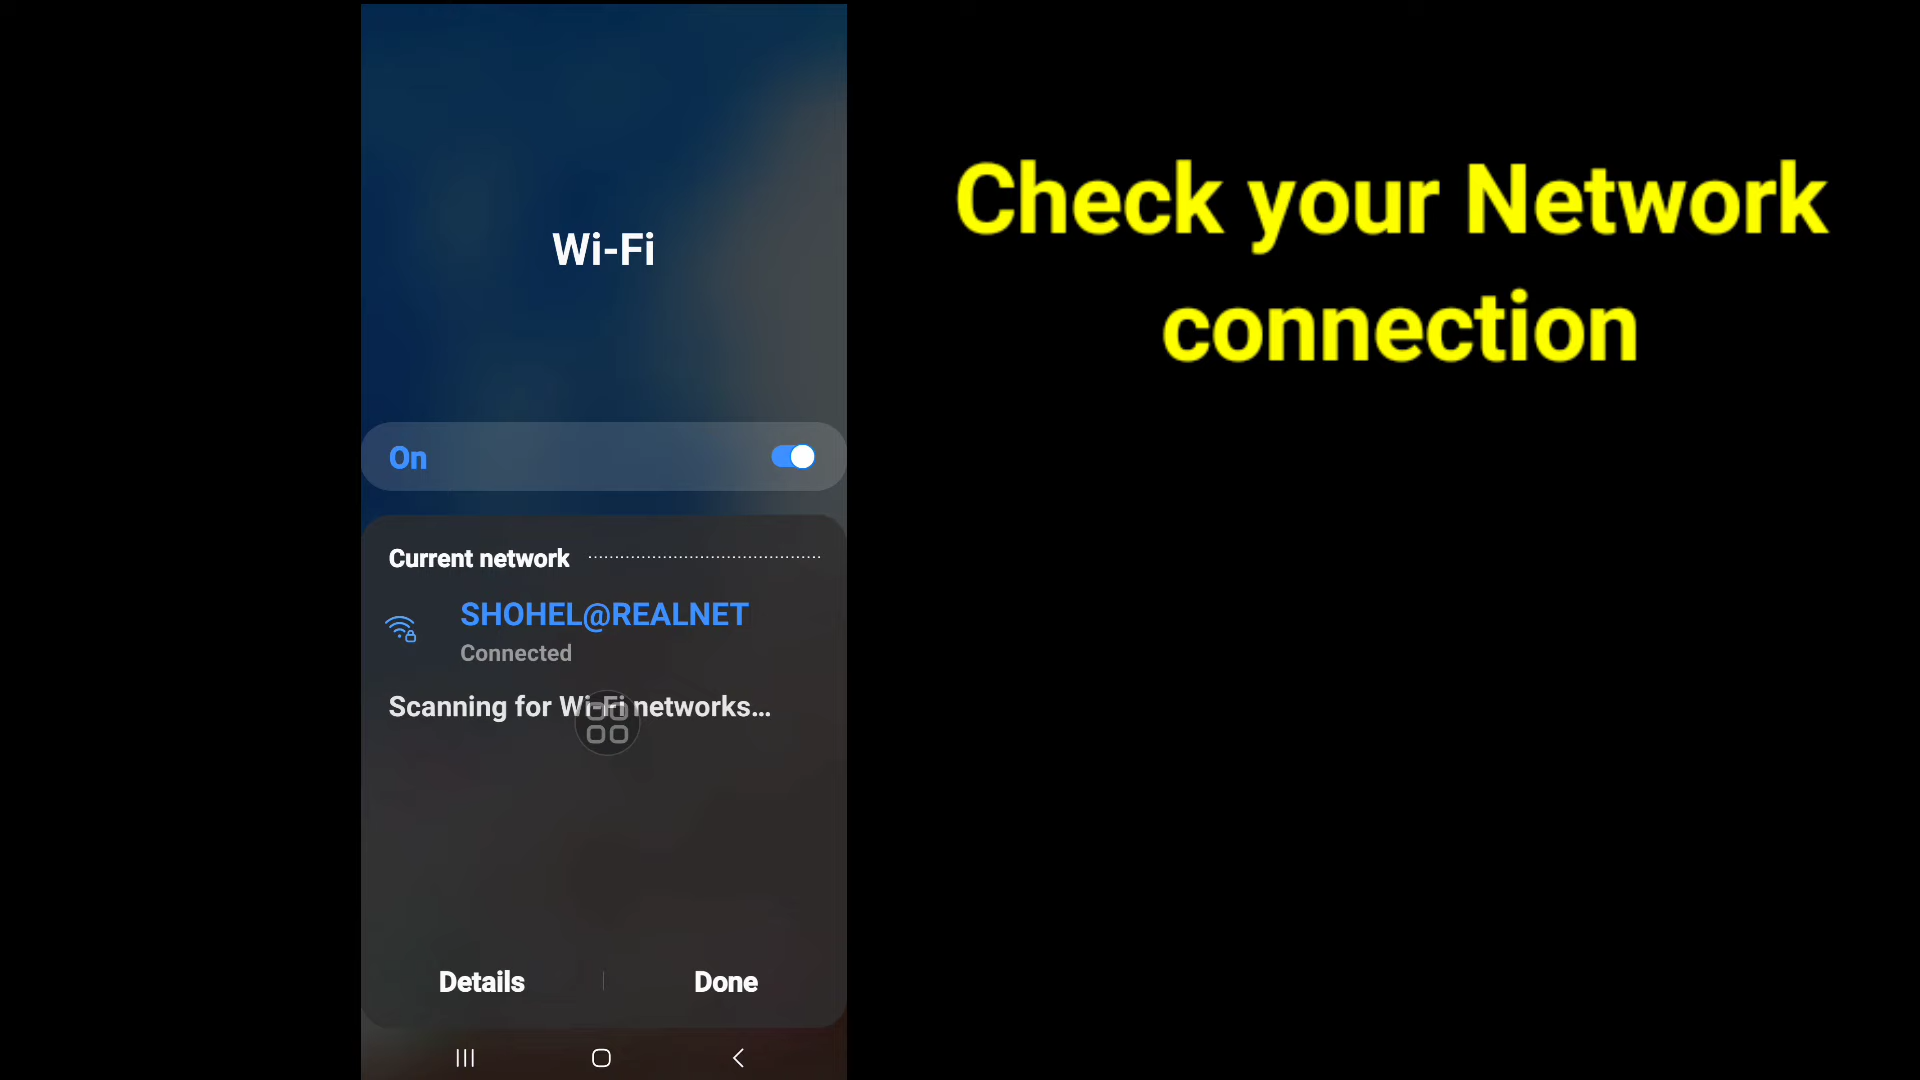 Wi-Fi
On
Current network
SHOHEL@REALNET
Connected
Scanning for Wi-Fi networks...
Details
Done
Check your Network
connection